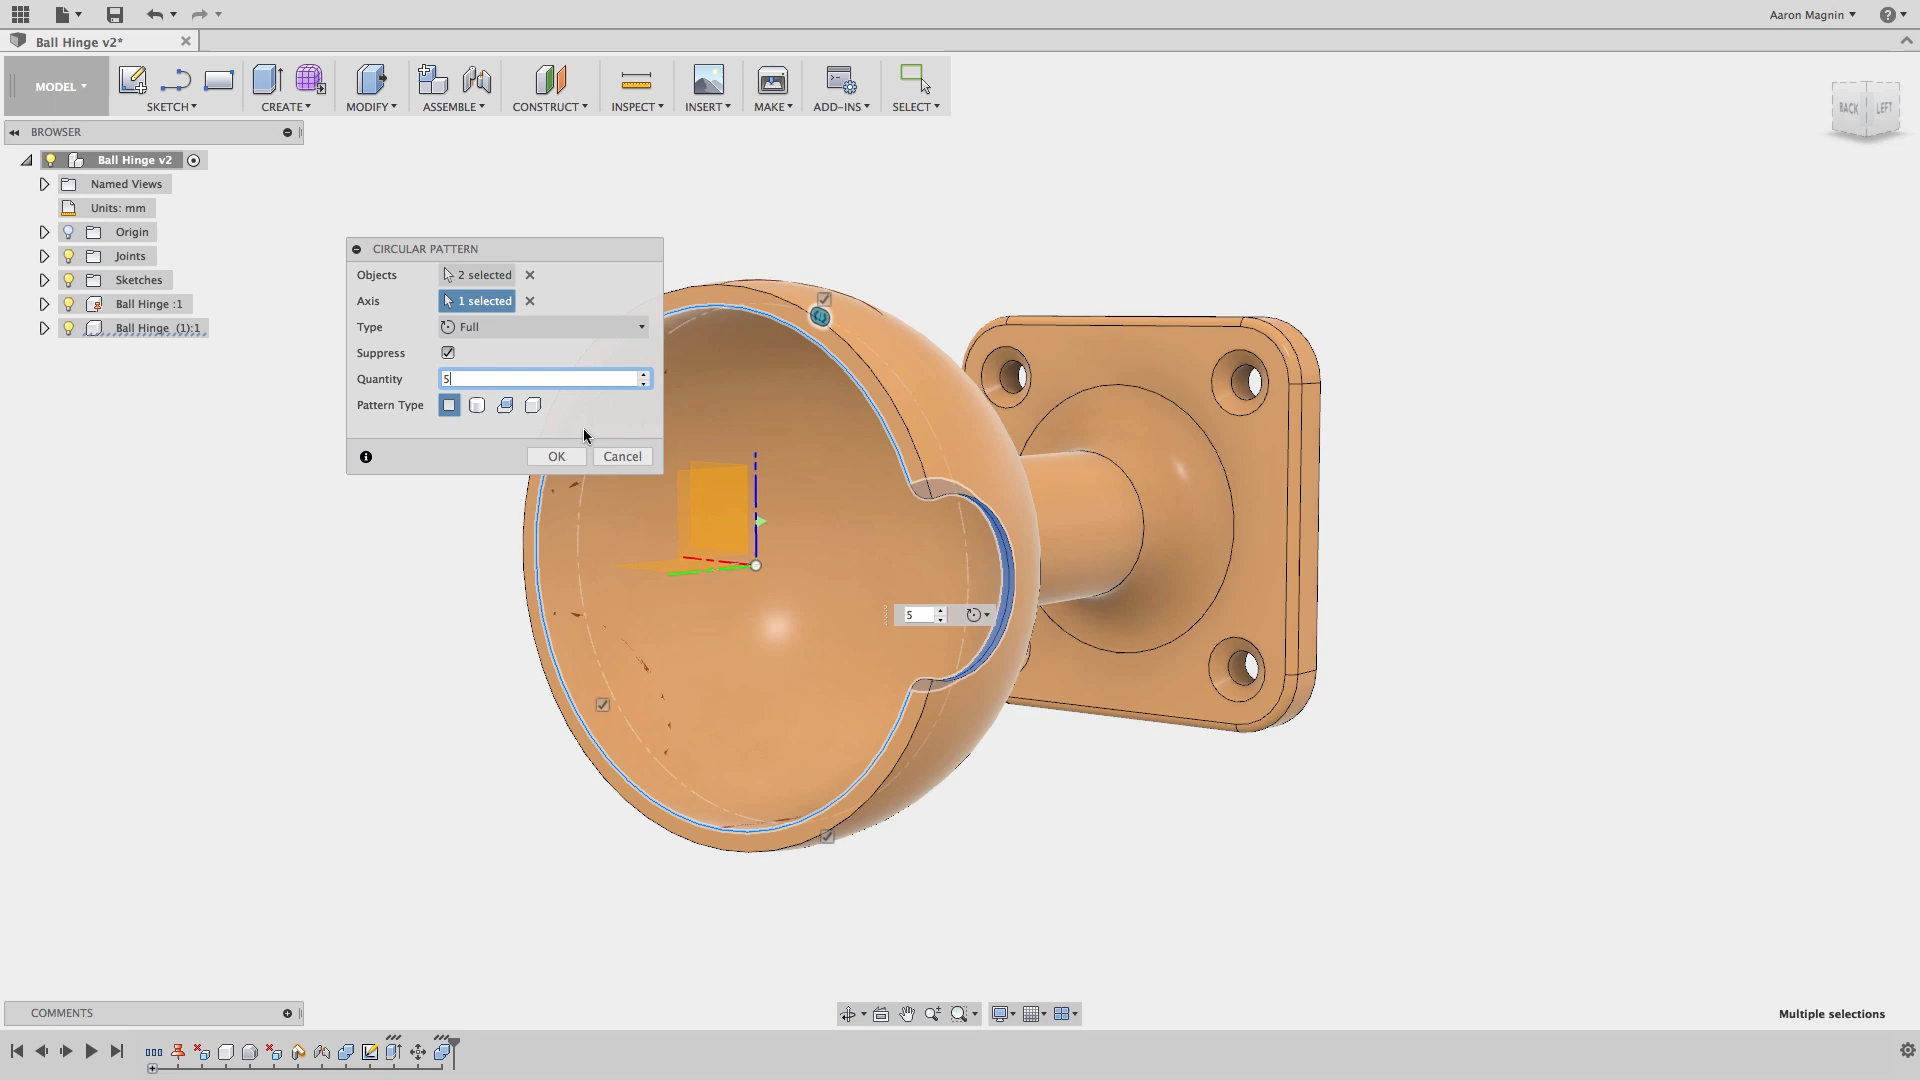 Aaron Magnin
Ball Hinge v2*
MODEL
SKETCH
CREATE
MODIFY
ASSEMBLE
CONSTRUCT
INSPECT
INSERT
MAKE
ADD-INS
SELECT
BACK
LEFT
BROWSER
Ball Hinge v2
Named Views
Units: mm
Origin
Joints
Sketches
Ball Hinge :1
Ball Hinge (1):1
CIRCULAR PATTERN
Objects 2 selected
Axis 1 selected
Type Full
Suppress
Quantity 5
Pattern Type
OK Cancel
5
COMMENTS
Multiple selections